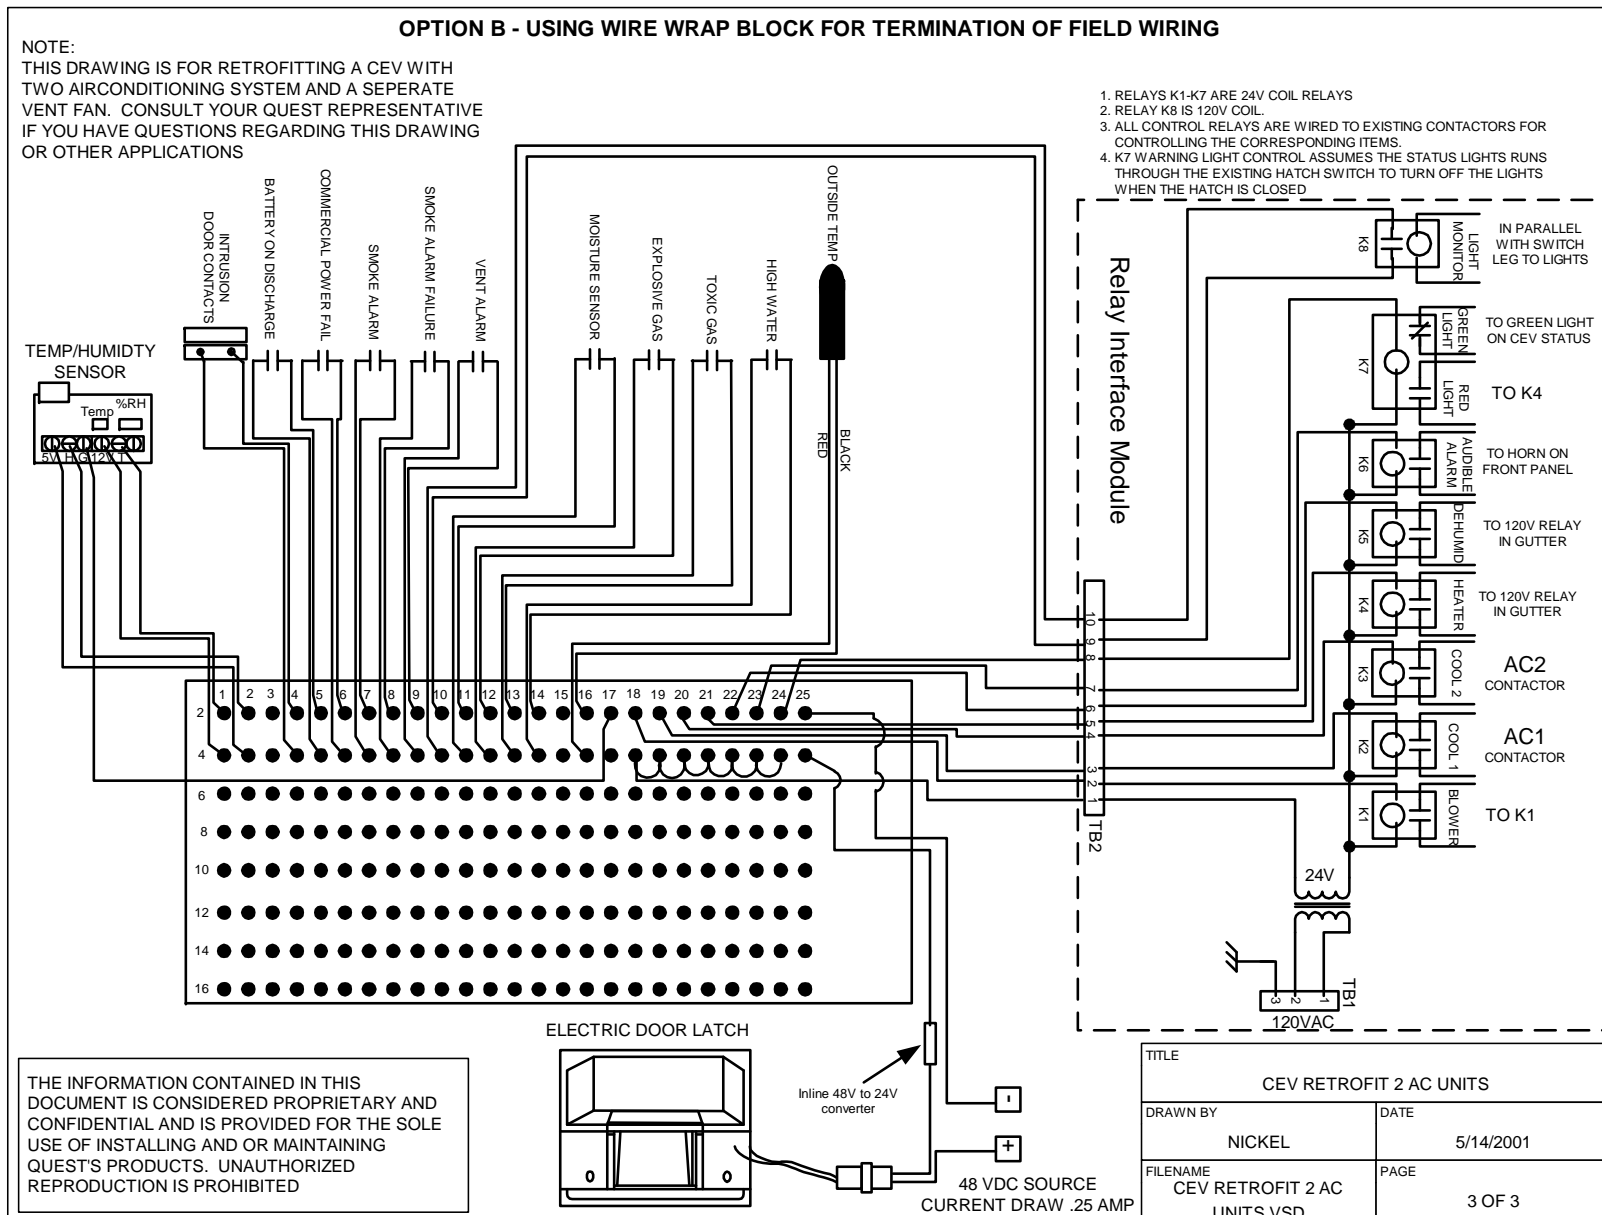 OPTION B - USING WIRE WRAP BLOCK FOR TERMINATION OF FIELD WIRING
NOTE:
THIS DRAWING IS FOR RETROFITTING A CEV WITH
TWO AIRCONDITIONING SYSTEM AND A SEPERATE
VENT FAN. CONSULT YOUR QUEST REPRESENTATIVE
IF YOU HAVE QUESTIONS REGARDING THIS DRAWING
OR OTHER APPLICATIONS
1. RELAYS K1-K7 ARE 24V COIL RELAYS
2. RELAY K8 IS 120V COIL.
3. ALL CONTROL RELAYS ARE WIRED TO EXISTING CONTACTORS FOR
CONTROLLING THE CORRESPONDING ITEMS.
4. K7 WARNING LIGHT CONTROL ASSUMES THE STATUS LIGHTS RUNS
THROUGH THE EXISTING HATCH SWITCH TO TURN OFF THE LIGHTS
WHEN THE HATCH IS CLOSED
TEMP/HUMIDTY
SENSOR
Temp
%RH
5V H G 12V T
INTRUSION
DOOR CONTACTS
BATTERY ON DISCHARGE
COMMERCIAL POWER FAIL
SMOKE ALARM
SMOKE ALARM FAILURE
VENT ALARM
MOISTURE SENSOR
EXPLOSIVE GAS
TOXIC GAS
HIGH WATER
OUTSIDE TEMP
BLACK
RED
Relay Interface Module
K8
LIGHT
MONITOR
IN PARALLEL
WITH SWITCH
LEG TO LIGHTS
K7
GREEN
LIGHT
TO GREEN LIGHT
ON CEV STATUS
RED
LIGHT
TO K4
K6
AUDIBLE
ALARM
TO HORN ON
FRONT PANEL
K5
DEHUMID
TO 120V RELAY
IN GUTTER
K4
HEATER
TO 120V RELAY
IN GUTTER
K3
COOL 2
AC2
CONTACTOR
K2
COOL 1
AC1
CONTACTOR
K1
BLOWER
TO K1
10
9
8
7
6
5
4
3
2
1
TB2
24V
3 2 1
TB1
120VAC
1 2 3 4 5 6 7 8 9 10 11 12 13 14 15 16 17 18 19 20 21 22 23 24 25
2
4
6
8
10
12
14
16
ELECTRIC DOOR LATCH
Inline 48V to 24V
converter
-
+
48 VDC SOURCE
CURRENT DRAW .25 AMP
THE INFORMATION CONTAINED IN THIS
DOCUMENT IS CONSIDERED PROPRIETARY AND
CONFIDENTIAL AND IS PROVIDED FOR THE SOLE
USE OF INSTALLING AND OR MAINTAINING
QUEST'S PRODUCTS. UNAUTHORIZED
REPRODUCTION IS PROHIBITED
TITLE
CEV RETROFIT 2 AC UNITS
DRAWN BY
NICKEL
DATE
5/14/2001
FILENAME
CEV RETROFIT 2 AC
UNITS.VSD
PAGE
3 OF 3